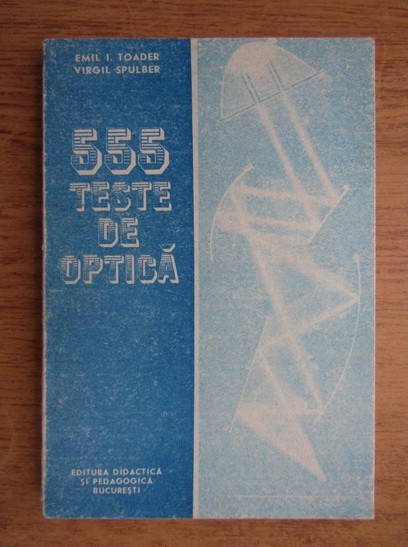 EMIL I. TOADER
VIRGIL SPULBER
555
TESTE
DE
OPTICĂ
EDITURA DIDACTICĂ
ȘI PEDAGOGICĂ
BUCUREȘTI